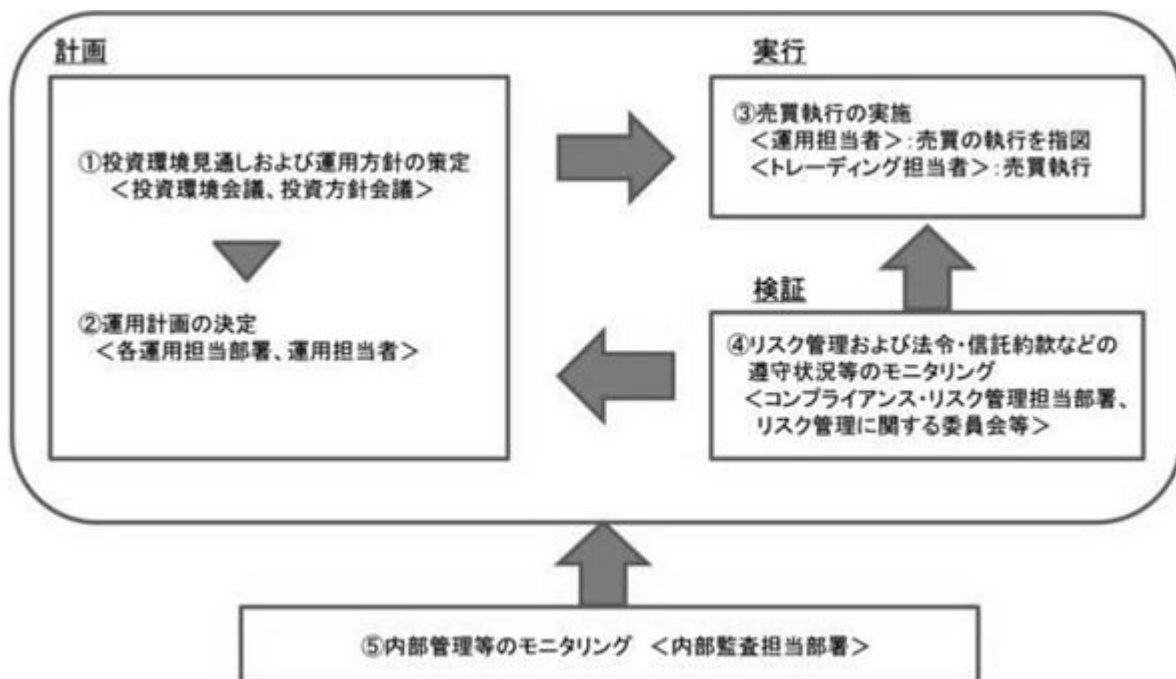 計画
①投資環境見通しおよび運用方針の策定
＜投資環境会議、投資方針会議＞
②運用計画の決定
＜各運用担当部署、運用担当者＞
実行
③売買執行の実施
＜運用担当者＞：売買の執行を指図
＜トレーディング担当者＞：売買執行
検証
④リスク管理および法令・信託約款などの
遵守状況等のモニタリング
＜コンプライアンス・リスク管理担当部署、
リスク管理に関する委員会等＞
⑤内部管理等のモニタリング　＜内部監査担当部署＞